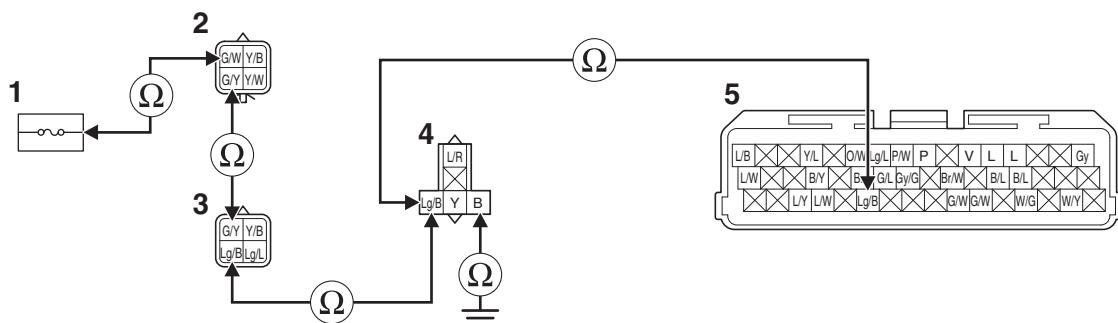 1
2
G/W Y/B
G/Y Y/W
Ω
Ω
3
G/Y Y/B
Lg/B Lg/L
Ω
4
L/R
Lg/B Y B
Ω
Ω
5
L/B Y/L O/W Lg/L P/W P V L L Gy
L/W B/Y G/L Gy/G Br/W B/L B/L
L/Y L/W Lg/B G/W G/W W/G W/Y